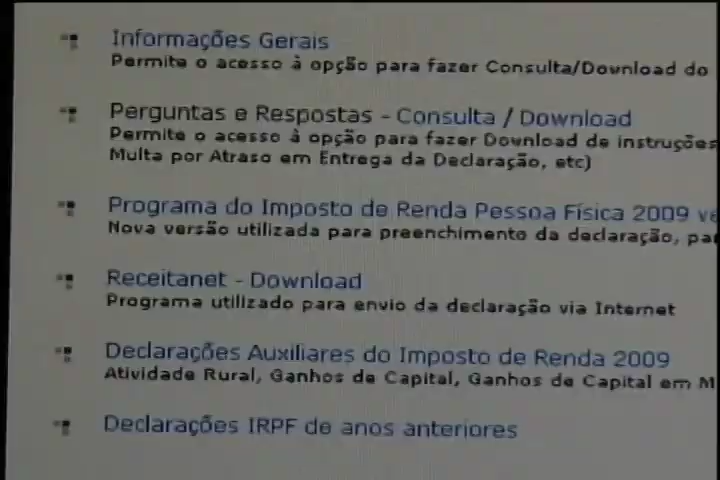 Informações Gerais
Permite o acesso à opção para fazer Consulta/Download do
Perguntas e Respostas - Consulta / Download
Permite o acesso à opção para fazer Download de instruções
Multa por Atraso em Entrega da Declaração, etc)
Programa do Imposto de Renda Pessoa Física 2009 ve
Nova versão utilizada para preenchimento da declaração, par
Receitanet - Download
Programa utilizado para envio da declaração via Internet
Declarações Auxiliares do Imposto de Renda 2009
Atividade Rural, Ganhos de Capital, Ganhos de Capital em M
Declarações IRPF de anos anteriores